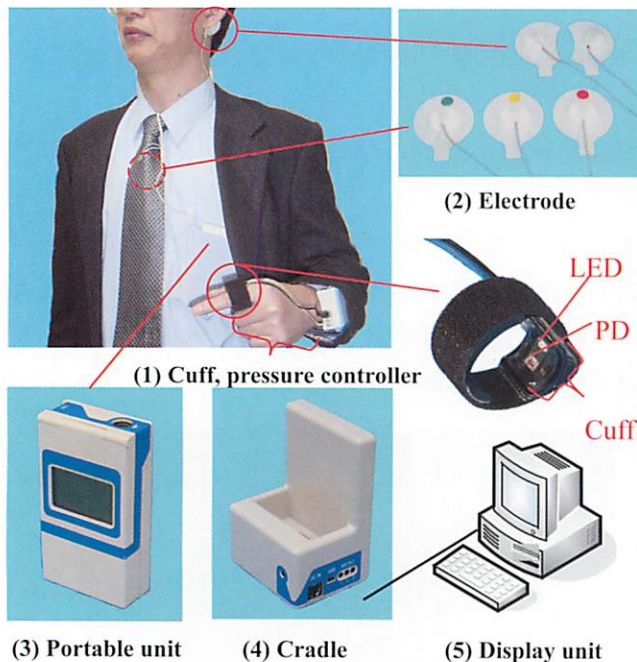 (2) Electrode
LED
PD
(1) Cuff, pressure controller
Cuff
(3) Portable unit
(4) Cradle
(5) Display unit